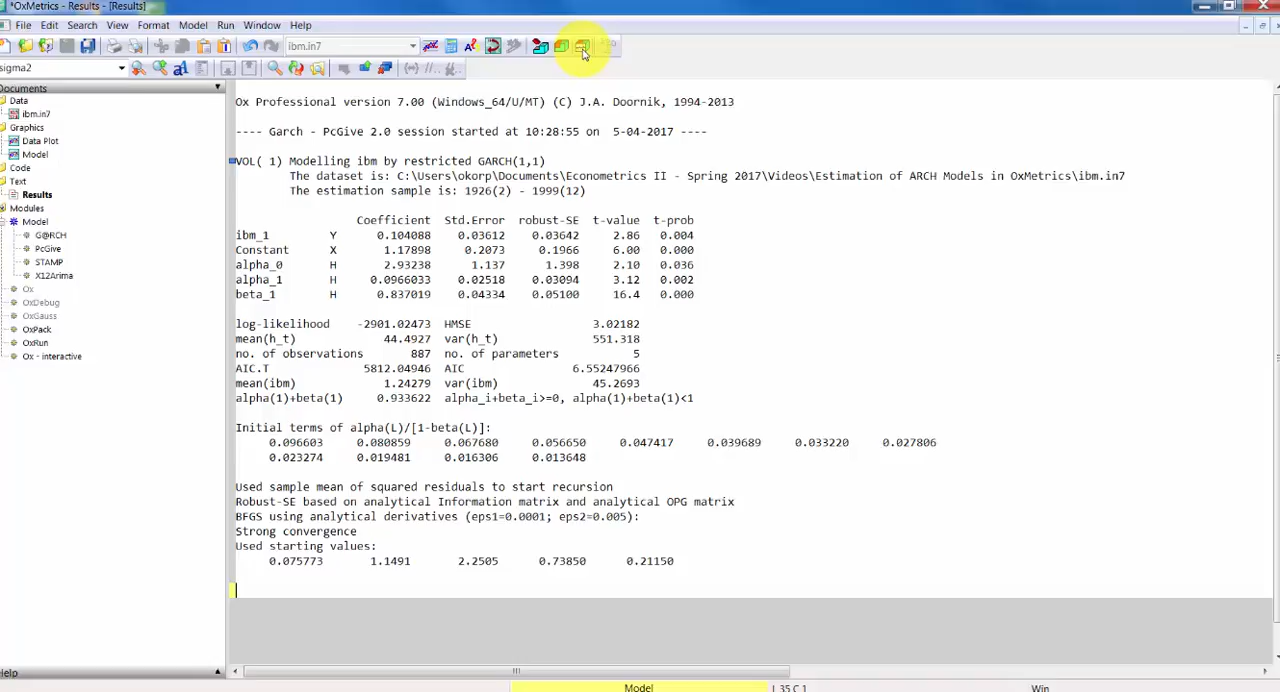 *OxMetrics - Results - [Results]
File Edit Search View Format Model Run Window Help
ibm.in7
sigma2
Documents
Data
ibm.in7
Graphics
Data Plot
Model
Code
Text
Results
Modules
Model
G@RCH
PcGive
STAMP
X12Arima
Ox
OxDebug
OxGauss
OxPack
OxRun
Ox - interactive
Help
Ox Professional version 7.00 (Windows_64/U/MT) (C) J.A. Doornik, 1994-2013
---- Garch - PcGive 2.0 session started at 10:28:55 on 5-04-2017 ----
VOL( 1) Modelling ibm by restricted GARCH(1,1)
The dataset is: C:\Users\okorp\Documents\Econometrics II - Spring 2017\Videos\Estimation of ARCH Models in OxMetrics\ibm.in7
The estimation sample is: 1926(2) - 1999(12)
Coefficient Std.Error robust-SE t-value t-prob
ibm_1 Y 0.104088 0.03612 0.03642 2.86 0.004
Constant X 1.17898 0.2073 0.1966 6.00 0.000
alpha_0 H 2.93238 1.137 1.398 2.10 0.036
alpha_1 H 0.0966033 0.02518 0.03094 3.12 0.002
beta_1 H 0.837019 0.04334 0.05100 16.4 0.000
log-likelihood -2901.02473 HMSE 3.02182
mean(h_t) 44.4927 var(h_t) 551.318
no. of observations 887 no. of parameters 5
AIC.T 5812.04946 AIC 6.55247966
mean(ibm) 1.24279 var(ibm) 45.2693
alpha(1)+beta(1) 0.933622 alpha_i+beta_i>=0, alpha(1)+beta(1)<1
Initial terms of alpha(L)/[1-beta(L)]:
0.096603 0.080859 0.067680 0.056650 0.047417 0.039689 0.033220 0.027806
0.023274 0.019481 0.016306 0.013648
Used sample mean of squared residuals to start recursion
Robust-SE based on analytical Information matrix and analytical OPG matrix
BFGS using analytical derivatives (eps1=0.0001; eps2=0.005):
Strong convergence
Used starting values:
0.075773 1.1491 2.2505 0.73850 0.21150
Model L 35 C 1 Win